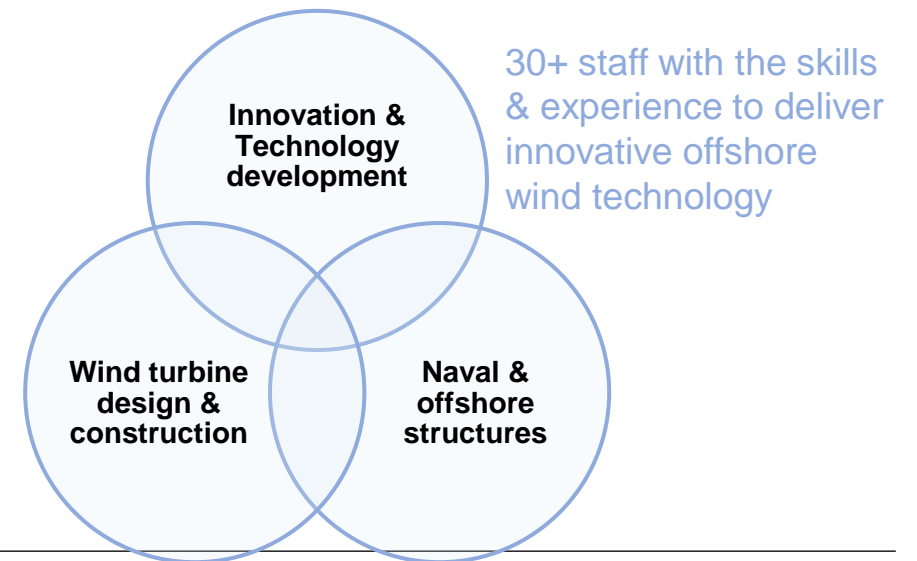 Innovation &
Technology
development
30+ staff with the skills
& experience to deliver
innovative offshore
wind technology
Wind turbine
design &
construction
Naval &
offshore
structures